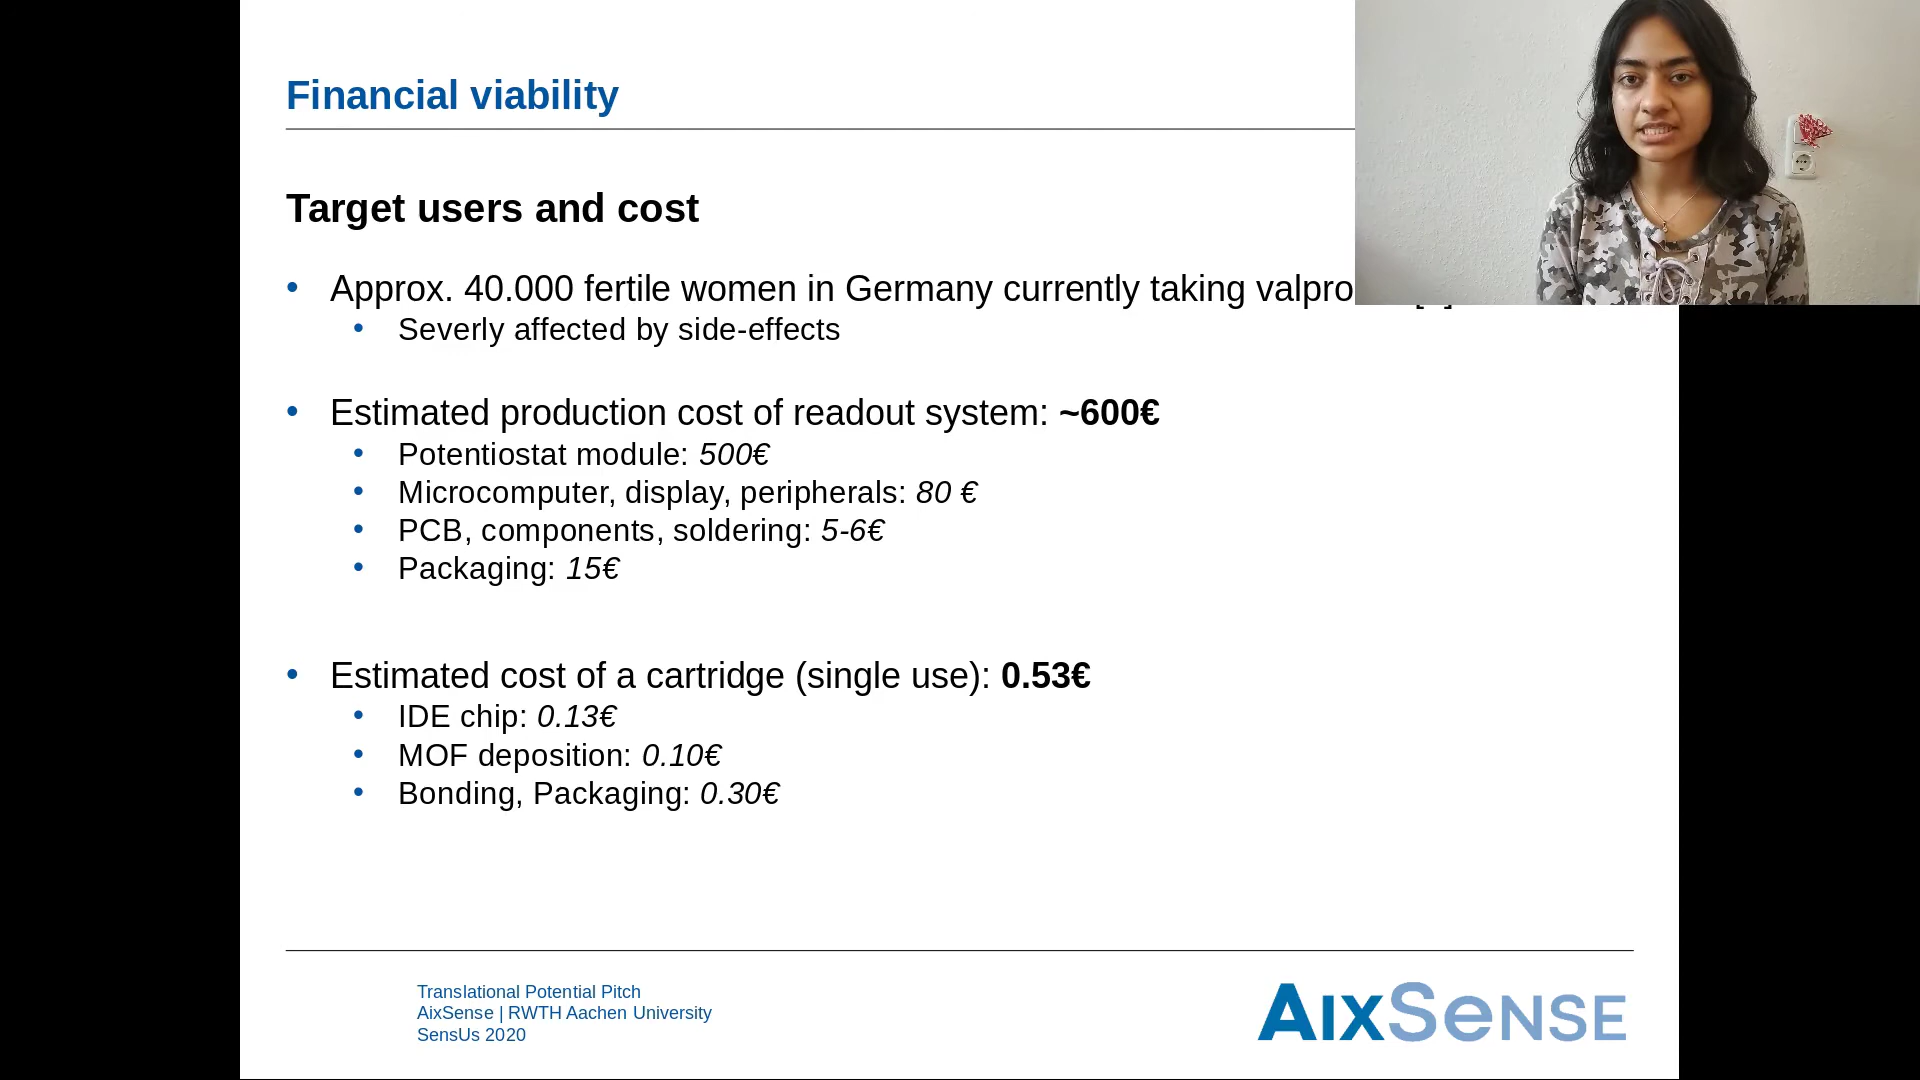 Financial viability
Target users and cost
• Approx. 40.000 fertile women in Germany currently taking
• Severly affected by side-effects
• Estimated production cost of readout system: ~600€
• Potentiostat module: 500€
• Microcomputer, display, peripherals: 80 €
• PCB, components, soldering: 5-6€
• Packaging: 15€
• Estimated cost of a cartridge (single use): 0.53€
• IDE chip: 0.13€
• MOF deposition: 0.10€
• Bonding, Packaging: 0.30€
Translational Potential Pitch
AixSense | RWTH Aachen University
SensUs 2020
AIXSENSE